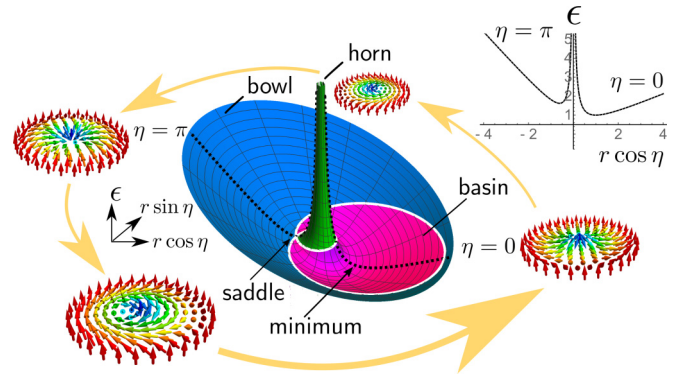 horn
bowl
η = π
basin
η = 0
saddle
minimum
ϵ
r sin η
r cos η
ϵ
η = π
η = 0
5
4
3
2
1
- 4
- 2
2
4
r cos η